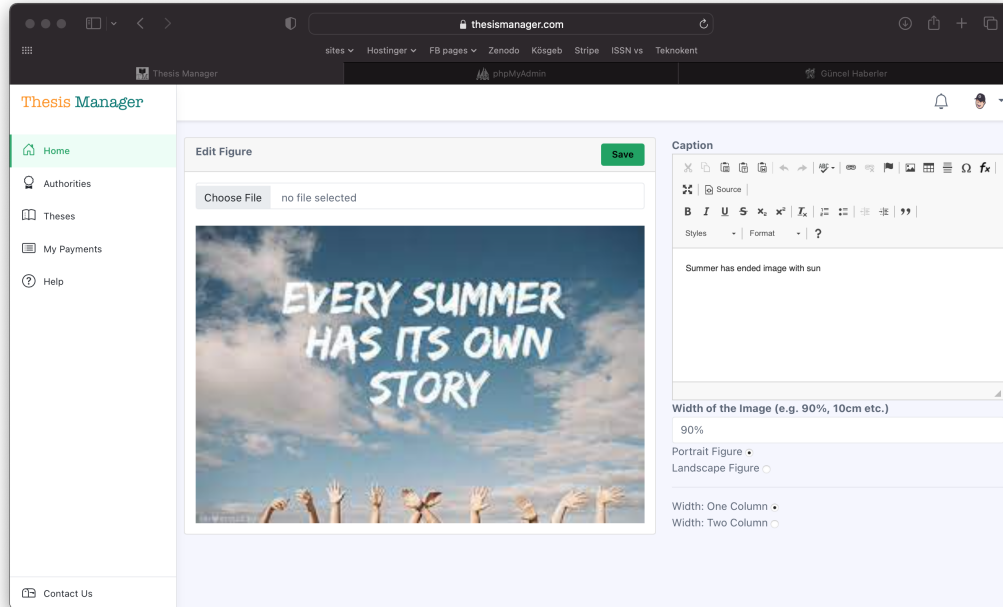 thesismanager.com
sites Hostinger FB pages Zenodo Kösgeb Stripe ISSN vs Teknokent
Thesis Manager phpMyAdmin Güncel Haberler
Thesis Manager
Home
Authorities
Theses
My Payments
Help
Contact Us
Edit Figure
Save
Choose File no file selected
EVERY SUMMER
HAS ITS OWN
STORY
Caption
Source
B I U S x₂ x² Iₓ
Styles Format ?
Summer has ended image with sun
Width of the Image (e.g. 90%, 10cm etc.)
90%
Portrait Figure
Landscape Figure
Width: One Column
Width: Two Column